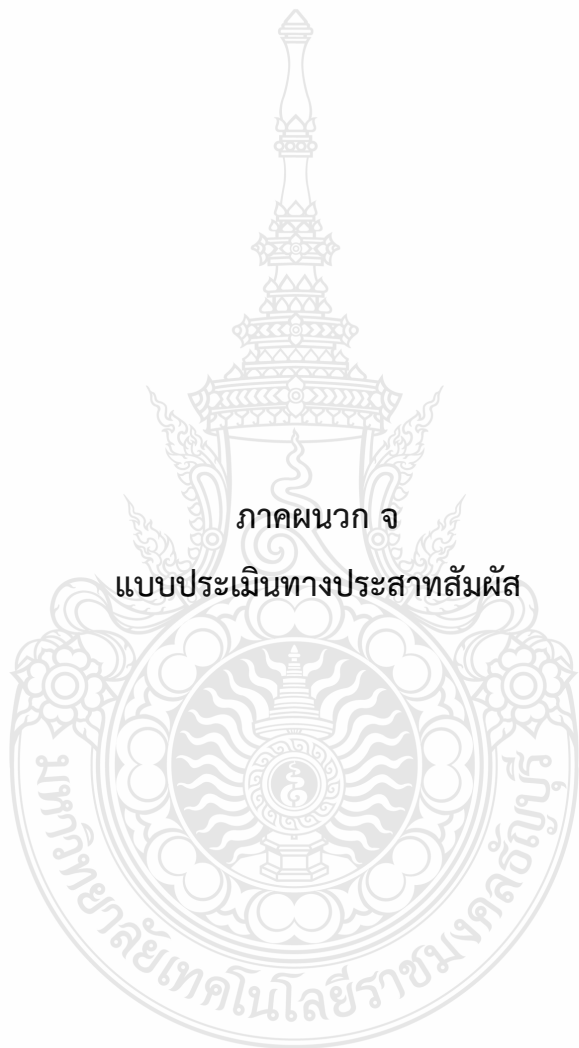 ภาคผนวก จ
แบบประเมินทางประสาทสัมผัส
มหาวิทยาลัยเทคโนโลยีราชมงคลธัญบุรี